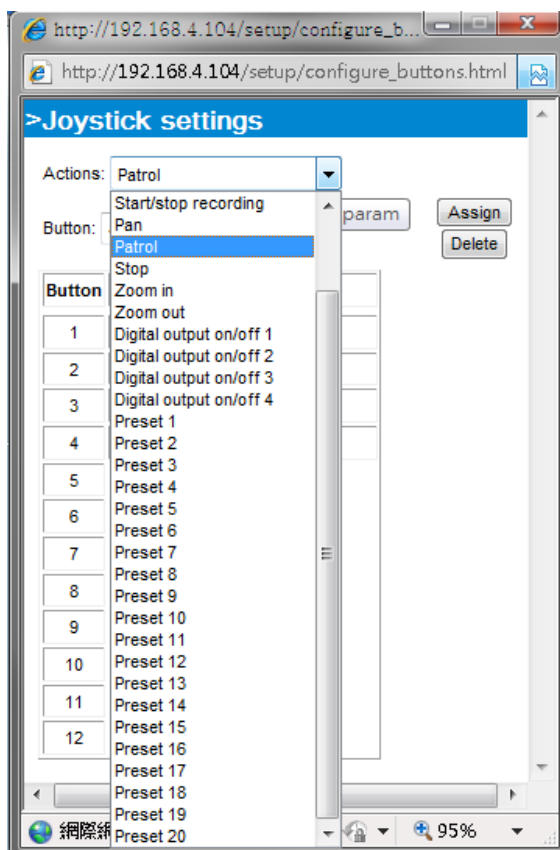 http://192.168.4.104/setup/configure_b...
http://192.168.4.104/setup/configure_buttons.html
>Joystick settings
Actions: Patrol
Start/stop recording
param
Assign
Button:
Pan
Patrol
Delete
Stop
Button
Zoom in
Zoom out
1
Digital output on/off 1
Digital output on/off 2
2
Digital output on/off 3
3
Digital output on/off 4
Preset 1
4
Preset 2
Preset 3
5
Preset 4
Preset 5
6
Preset 6
7
Preset 7
Preset 8
8
Preset 9
9
Preset 10
Preset 11
10
Preset 12
Preset 13
11
Preset 14
Preset 15
12
Preset 16
Preset 17
Preset 18
Preset 19
網際網
95%
Preset 20